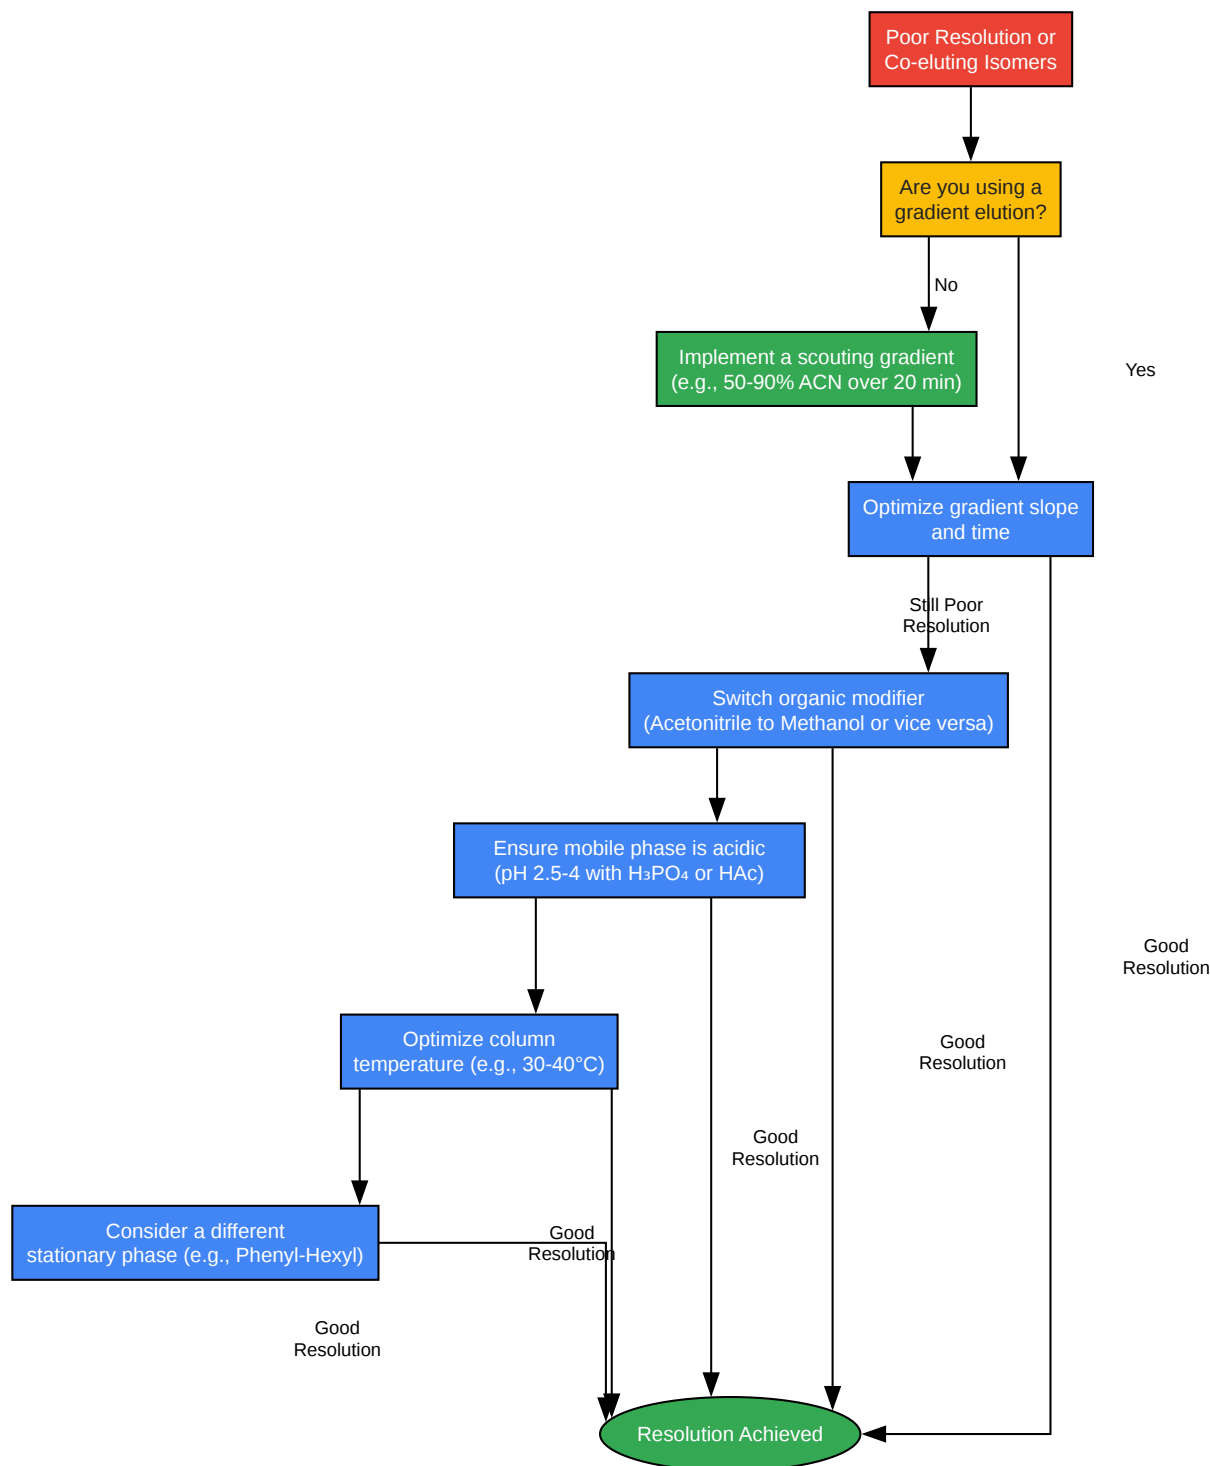 Poor Resolution or
Co-eluting Isomers
Are you using a
gradient elution?
No
Implement a scouting gradient
(e.g., 50-90% ACN over 20 min)
Yes
Optimize gradient slope
and time
Still Poor
Resolution
Switch organic modifier
(Acetonitrile to Methanol or vice versa)
Ensure mobile phase is acidic
(pH 2.5-4 with H₃PO₄ or HAc)
Good
Resolution
Optimize column
temperature (e.g., 30-40°C)
Good
Resolution
Good
Resolution
Consider a different
stationary phase (e.g., Phenyl-Hexyl)
Good
Resolution
Good
Resolution
Resolution Achieved